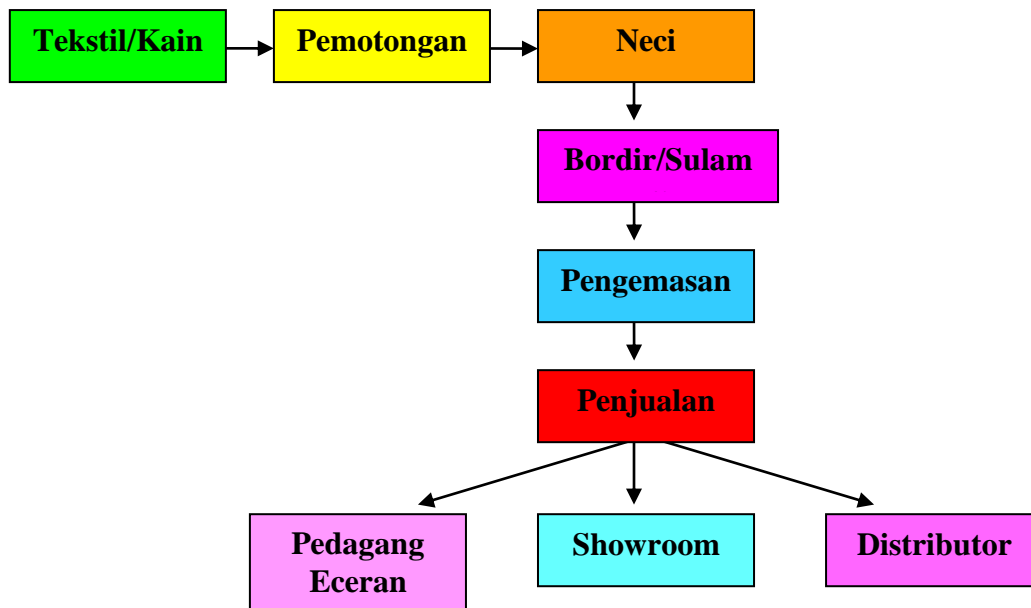 Tekstil/Kain
Pemotongan
Neci
Bordir/Sulam
Pengemasan
Penjualan
Pedagang
Eceran
Showroom
Distributor